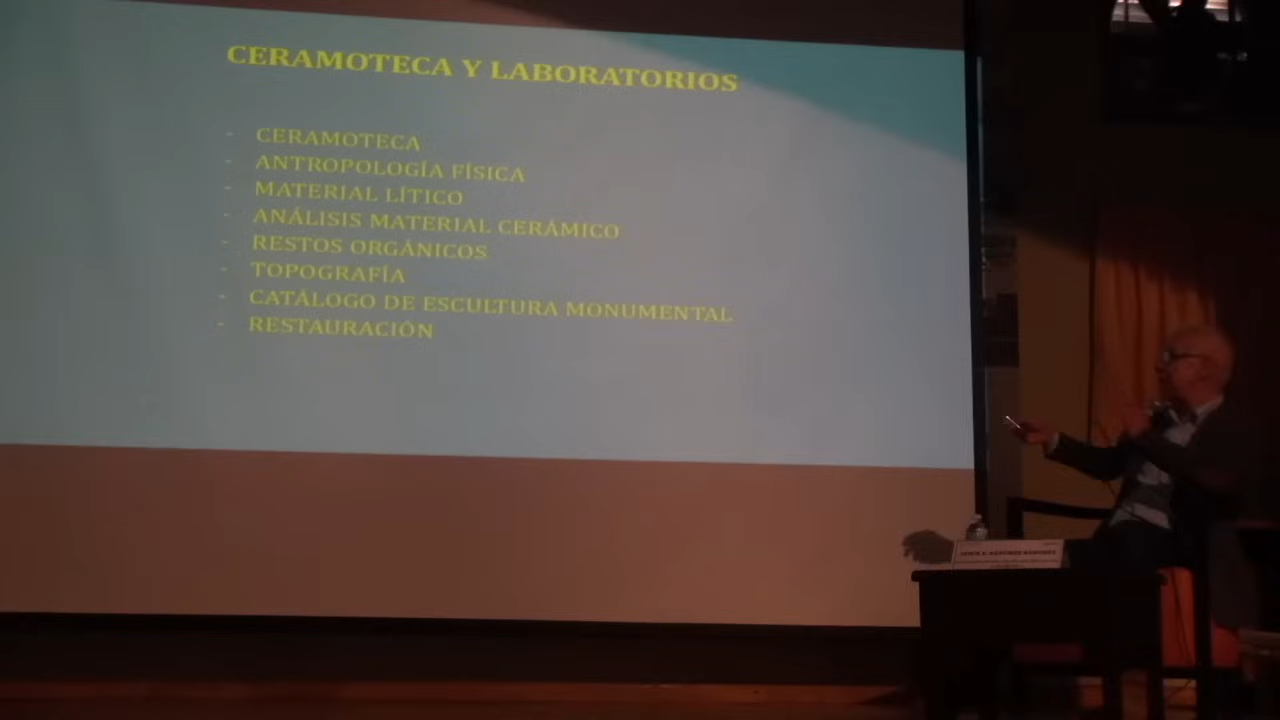 CERAMOTECA Y LABORATORIOS
- CERAMOTECA
- ANTROPOLOGÍA FÍSICA
- MATERIAL LÍTICO
- ANÁLISIS MATERIAL CERÁMICO
- RESTOS ORGÁNICOS
- TOPOGRAFÍA
- CATÁLOGO DE ESCULTURA MONUMENTAL
- RESTAURACIÓN